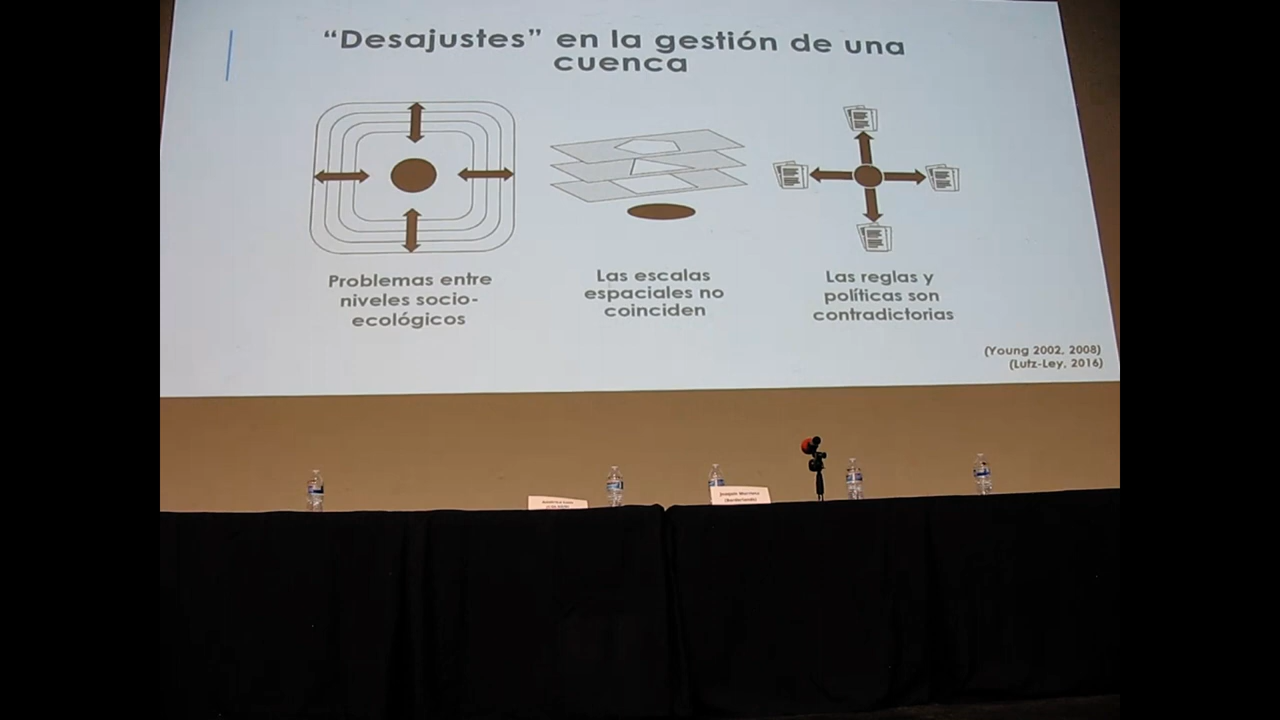 “Desajustes” en la gestión de una
cuenca
Problemas entre
niveles socio-
ecológicos
Las escalas
espaciales no
coinciden
Las reglas y
políticas son
contradictorias
(Young 2002, 2008)
(Lutz-Ley, 2016)
Joaquín